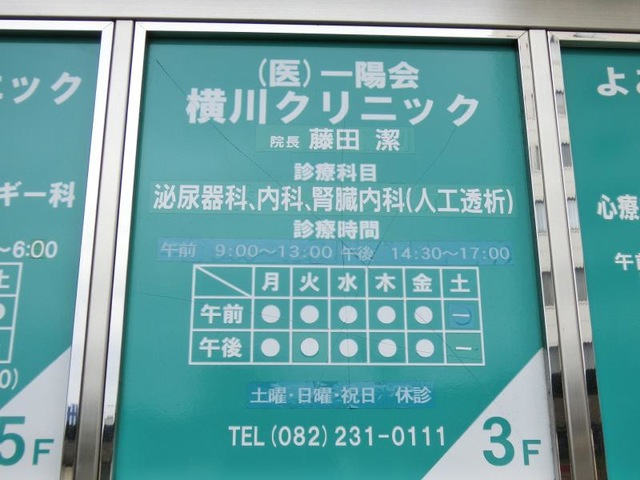 (医)一陽会
横川クリニック
院長 藤田 潔
診療科目
泌尿器科、内科、腎臓内科(人工透析)
診療時間
午前 9:00～13:00 午後 14:30～17:00
月 火 水 木 金 土
午前 ● ● ● ● ● －
午後 ● ● ● ● ● －
土曜・日曜・祝日 休診
TEL(082)231-0111
3F
ニック
ギー科
～6:00
土
0)
5F
よこ
心療
午前